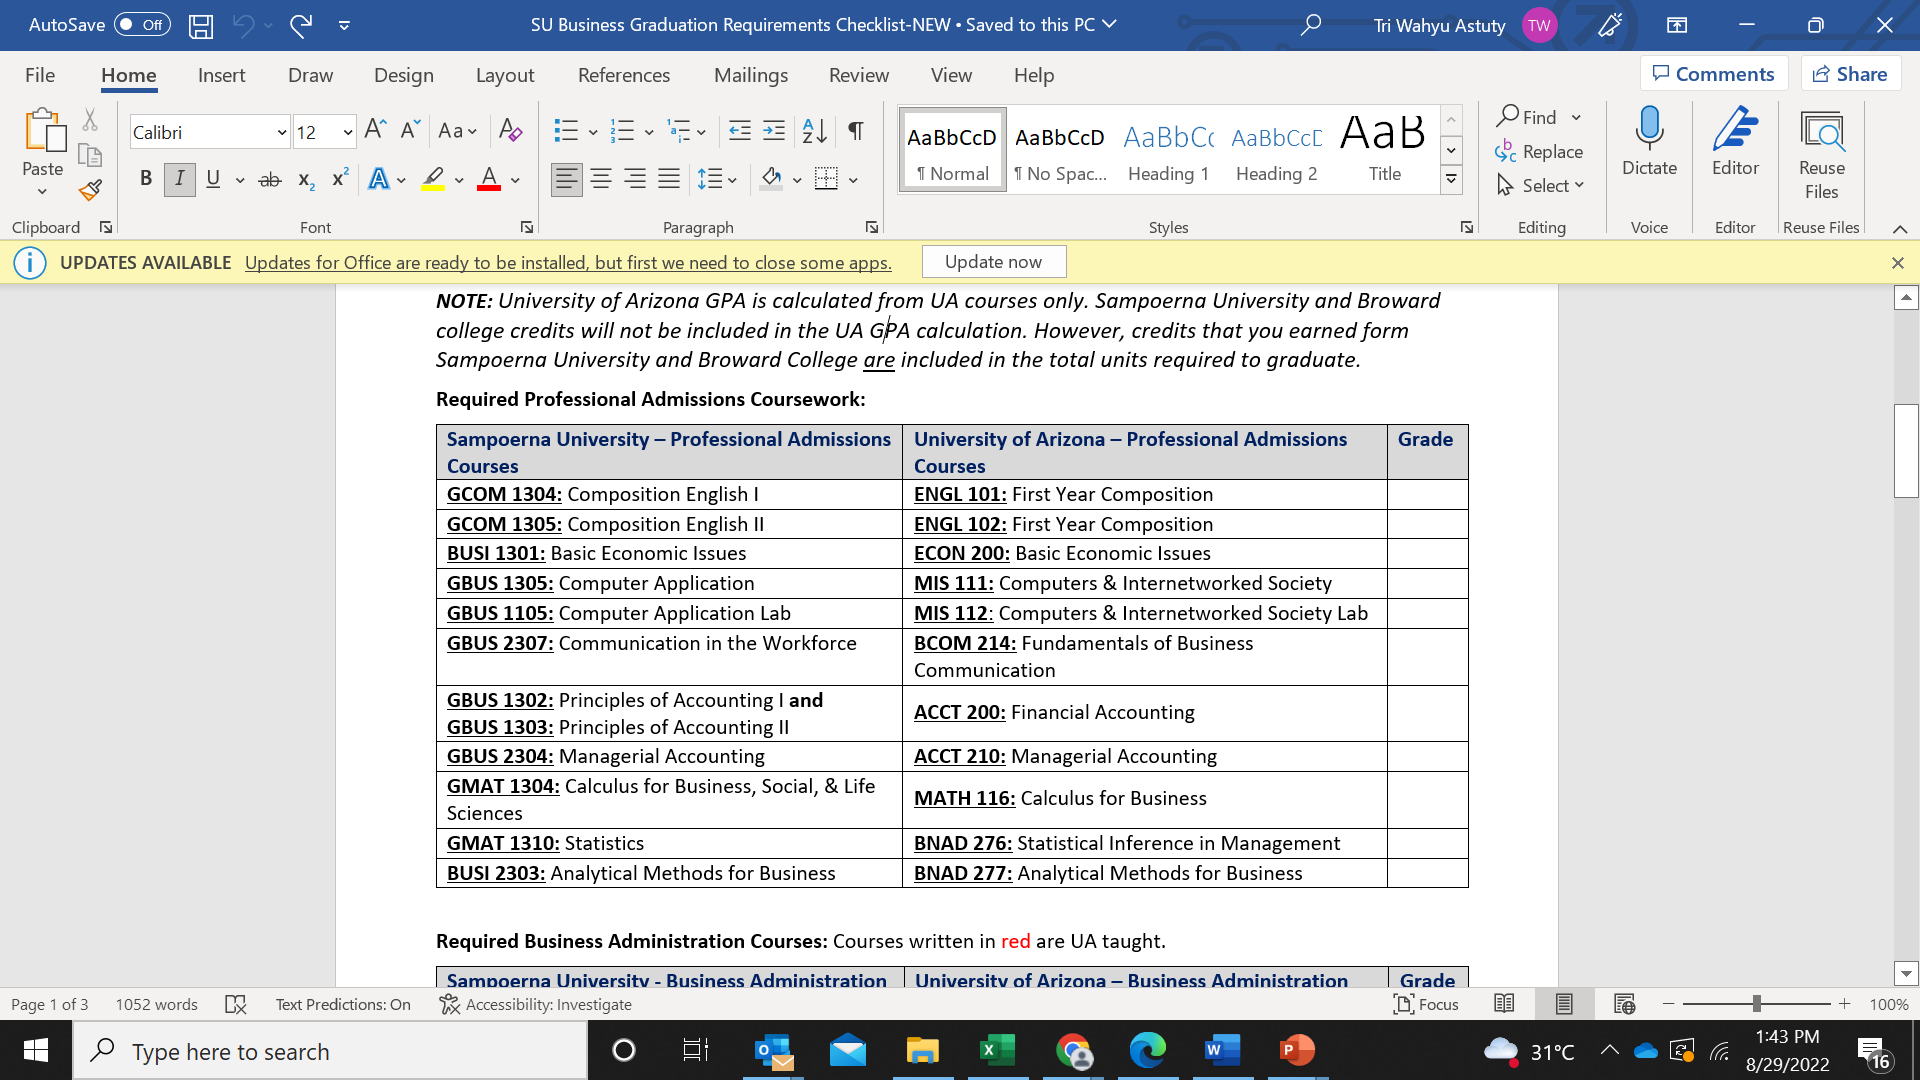 AutoSave Off SU Business Graduation Requirements Checklist-NEW • Saved to this PC Tri Wahyu Astuty TW
File Home Insert Draw Design Layout References Mailings Review View Help Comments Share
Paste
Calibri 12 Aa
B I U ab x₂ x² A A
AaBbCcD AaBbCcD AaBbCc AaBbCcD AaB
¶ Normal ¶ No Spac... Heading 1 Heading 2 Title
Find
Replace
Select
Dictate
Editor
Reuse
Files
Clipboard Font Paragraph Styles Editing Voice Editor Reuse Files
UPDATES AVAILABLE Updates for Office are ready to be installed, but first we need to close some apps. Update now
NOTE: University of Arizona GPA is calculated from UA courses only. Sampoerna University and Broward
college credits will not be included in the UA GPA calculation. However, credits that you earned form
Sampoerna University and Broward College are included in the total units required to graduate.
Required Professional Admissions Coursework:
Sampoerna University – Professional Admissions
Courses
University of Arizona – Professional Admissions
Courses
Grade
GCOM 1304: Composition English I ENGL 101: First Year Composition
GCOM 1305: Composition English II ENGL 102: First Year Composition
BUSI 1301: Basic Economic Issues ECON 200: Basic Economic Issues
GBUS 1305: Computer Application MIS 111: Computers & Internetworked Society
GBUS 1105: Computer Application Lab MIS 112: Computers & Internetworked Society Lab
GBUS 2307: Communication in the Workforce BCOM 214: Fundamentals of Business
Communication
GBUS 1302: Principles of Accounting I and
GBUS 1303: Principles of Accounting II
ACCT 200: Financial Accounting
GBUS 2304: Managerial Accounting ACCT 210: Managerial Accounting
GMAT 1304: Calculus for Business, Social, & Life
Sciences
MATH 116: Calculus for Business
GMAT 1310: Statistics BNAD 276: Statistical Inference in Management
BUSI 2303: Analytical Methods for Business BNAD 277: Analytical Methods for Business
Required Business Administration Courses: Courses written in red are UA taught.
Sampoerna University - Business Administration University of Arizona – Business Administration Grade
Page 1 of 3 1052 words Text Predictions: On Accessibility: Investigate Focus 100%
Type here to search
31°C
1:43 PM
8/29/2022
16